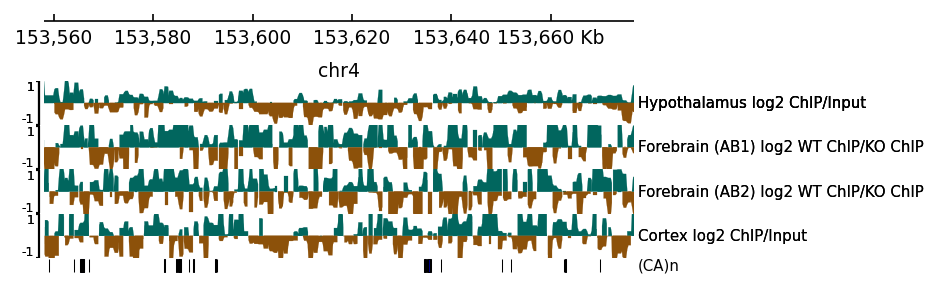 153,560 153,580 153,600 153,620 153,640 153,660 Kb
chr4
1
-1
Hypothalamus log2 ChIP/Input
1
-1
Forebrain (AB1) log2 WT ChIP/KO ChIP
1
-1
Forebrain (AB2) log2 WT ChIP/KO ChIP
1
-1
Cortex log2 ChIP/Input
(CA)n